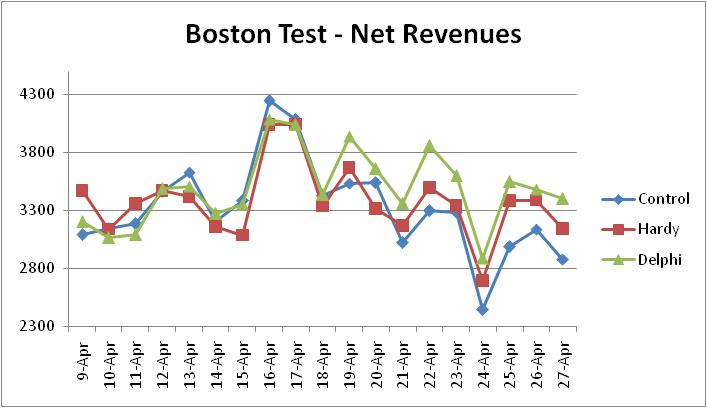 Boston Test - Net Revenues
4300
3800
3300
2800
2300
9-Apr
10-Apr
11-Apr
12-Apr
13-Apr
14-Apr
15-Apr
16-Apr
17-Apr
18-Apr
19-Apr
20-Apr
21-Apr
22-Apr
23-Apr
24-Apr
25-Apr
26-Apr
27-Apr
Control
Hardy
Delphi